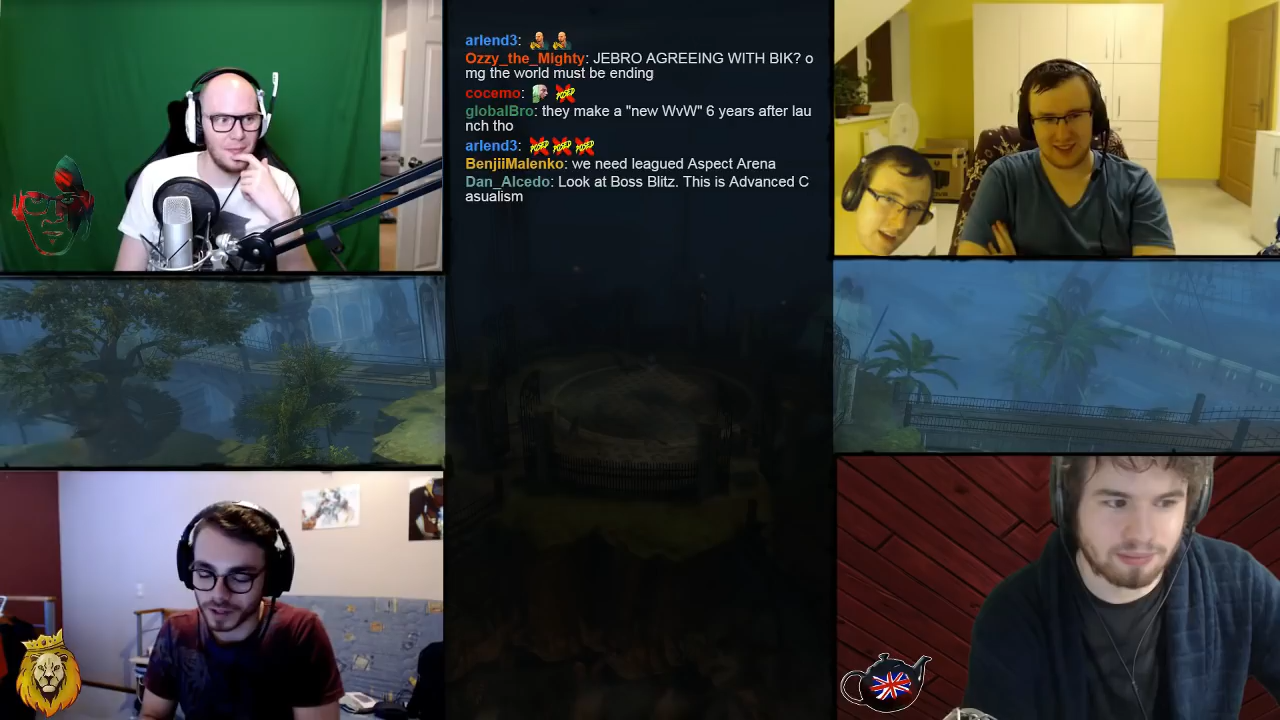 arlend3:
Ozzy_the_Mighty: JEBRO AGREEING WITH BIK? o
mg the world must be ending
cocemo:
globalBro: they make a "new WvW" 6 years after lau
nch tho
arlend3:
BenjiiMalenko: we need leagued Aspect Arena
Dan_Alcedo: Look at Boss Blitz. This is Advanced C
asualism